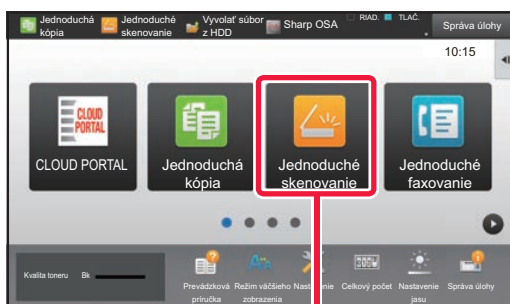 Jednoduchá kópia
Jednoduché skenovanie
Vyvolať súbor z HDD
Sharp OSA
RIAD.
TLAČ.
Správa úlohy
10:15
CLOUD PORTAL
CLOUD PORTAL
Jednoduchá kópia
Jednoduché skenovanie
Jednoduché faxovanie
Kvalita toneru Bk
Prevádzková príručka
Režim väčšieho zobrazenia
Nastavenie
Celkový počet
Nastavenie jasu
Správa úlohy